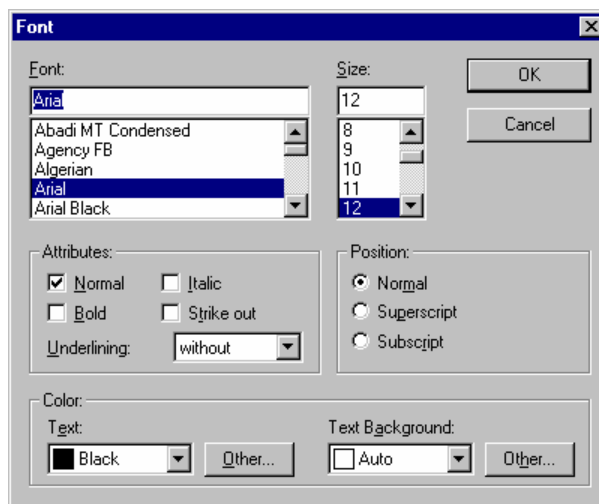 Font
Font:
Size:
Arial
12
OK
Abadi MT Condensed
Agency FB
Algerian
Arial
Arial Black
8
9
10
11
12
Cancel
Attributes:
Normal
Italic
Bold
Strike out
Underlining:
without
Position:
Normal
Superscript
Subscript
Color:
Text:
Black
Other...
Text Background:
Auto
Other...